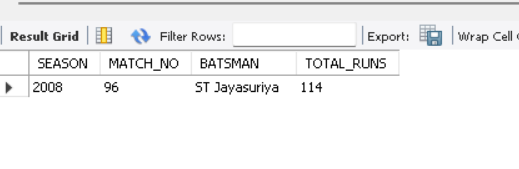 Result Grid Filter Rows: Export: Wrap Cell
SEASON MATCH_NO BATSMAN TOTAL_RUNS
2008 96 ST Jayasuriya 114